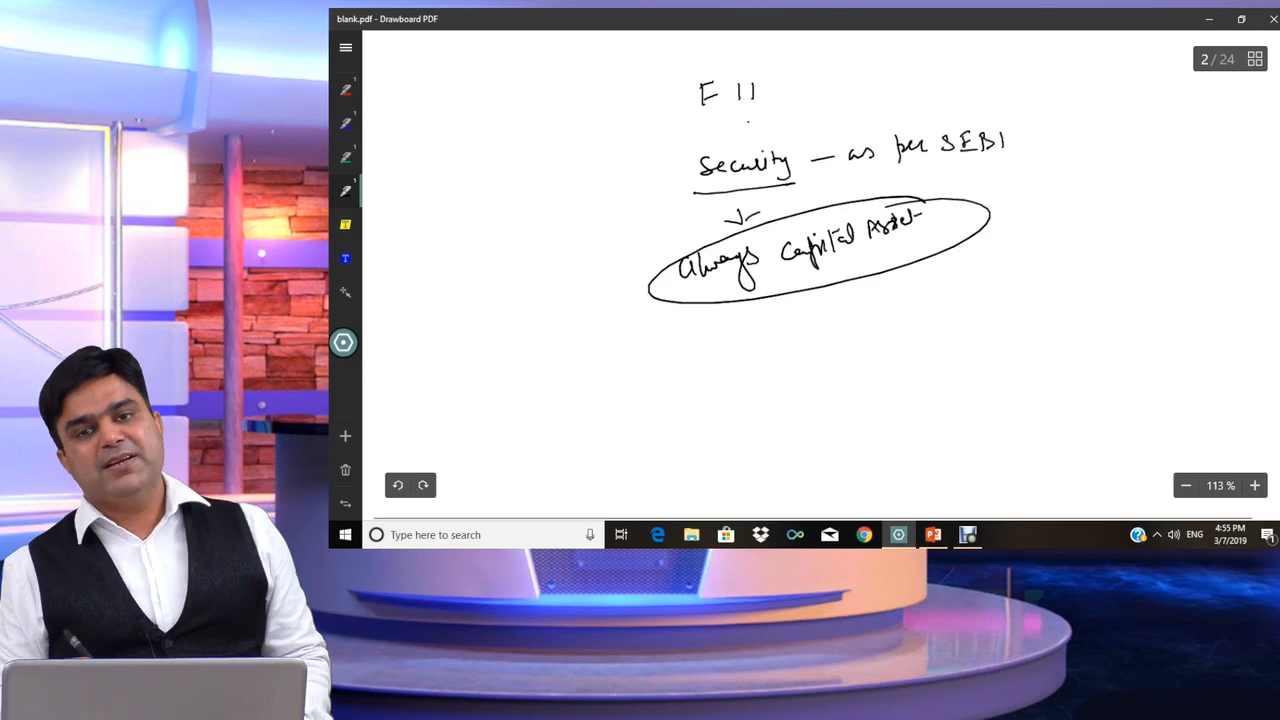 blank.pdf - Drawboard PDF
2 / 24
F I I
Security — as per SEBI
Always Capital Asset
113 %
Type here to search
ENG
4:55 PM
3/7/2019